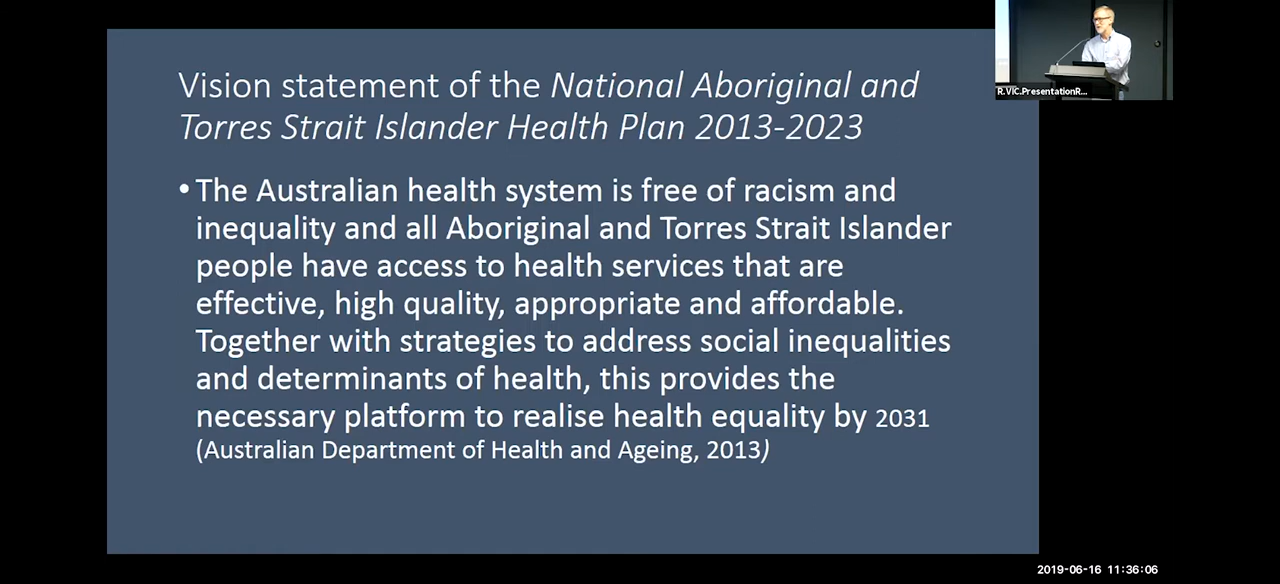 Vision statement of the National Aboriginal and
Torres Strait Islander Health Plan 2013-2023
• The Australian health system is free of racism and
inequality and all Aboriginal and Torres Strait Islander
people have access to health services that are
effective, high quality, appropriate and affordable.
Together with strategies to address social inequalities
and determinants of health, this provides the
necessary platform to realise health equality by 2031
(Australian Department of Health and Ageing, 2013)
R.VIC.PresentationR...
2019-06-16 11:36:06